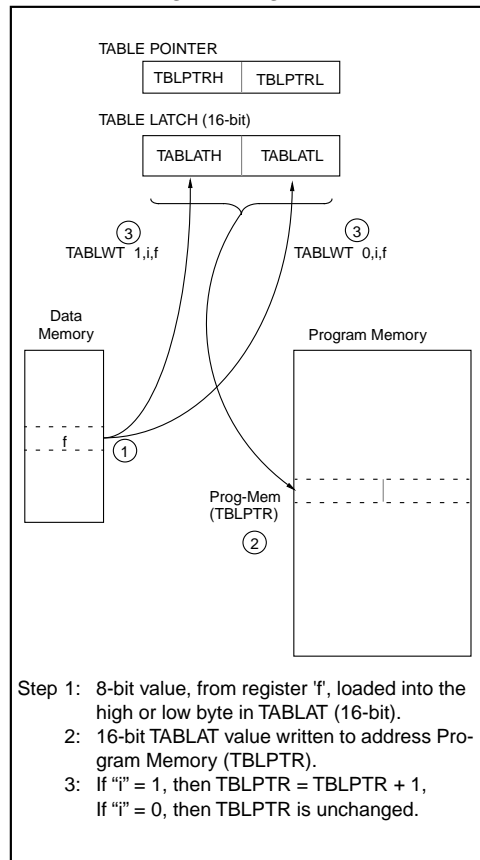 TABLE POINTER
TBLPTRH TBLPTRL
TABLE LATCH (16-bit)
TABLATH TABLATL
3 3
TABLWT 1,i,f TABLWT 0,i,f
Data
Memory
Program Memory
f
1
Prog-Mem
(TBLPTR)
2
Step 1: 8-bit value, from register 'f', loaded into the
high or low byte in TABLAT (16-bit).
2: 16-bit TABLAT value written to address Pro-
gram Memory (TBLPTR).
3: If “i” = 1, then TBLPTR = TBLPTR + 1,
If “i” = 0, then TBLPTR is unchanged.